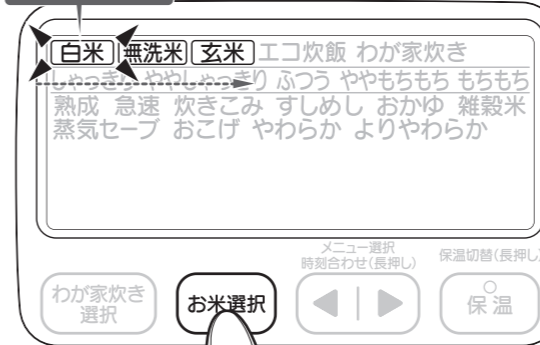 白米 無洗米 玄米 エコ炊飯 わが家炊き
しゃっきり ややしゃっきり ふつう ややもちもち もちもち
熟成 急速 炊きこみ すしめし おかゆ 雑穀米
蒸気セーブ おこげ やわらか よりやわらか
メニュー選択
時刻合わせ(長押し)
保温切替(長押し)
わが家炊き
選択
お米選択
保温